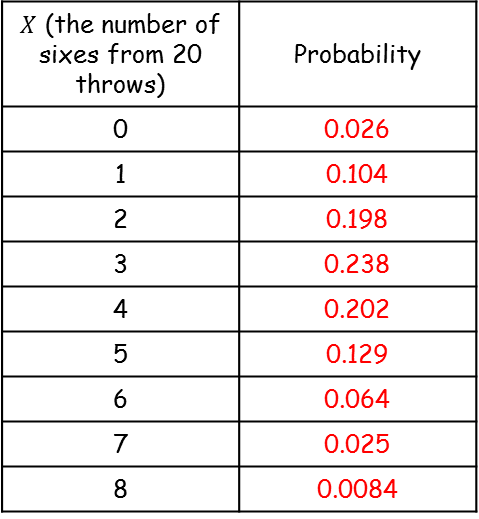 X (the number of
sixes from 20
throws)
Probability
0 0.026
1 0.104
2 0.198
3 0.238
4 0.202
5 0.129
6 0.064
7 0.025
8 0.0084